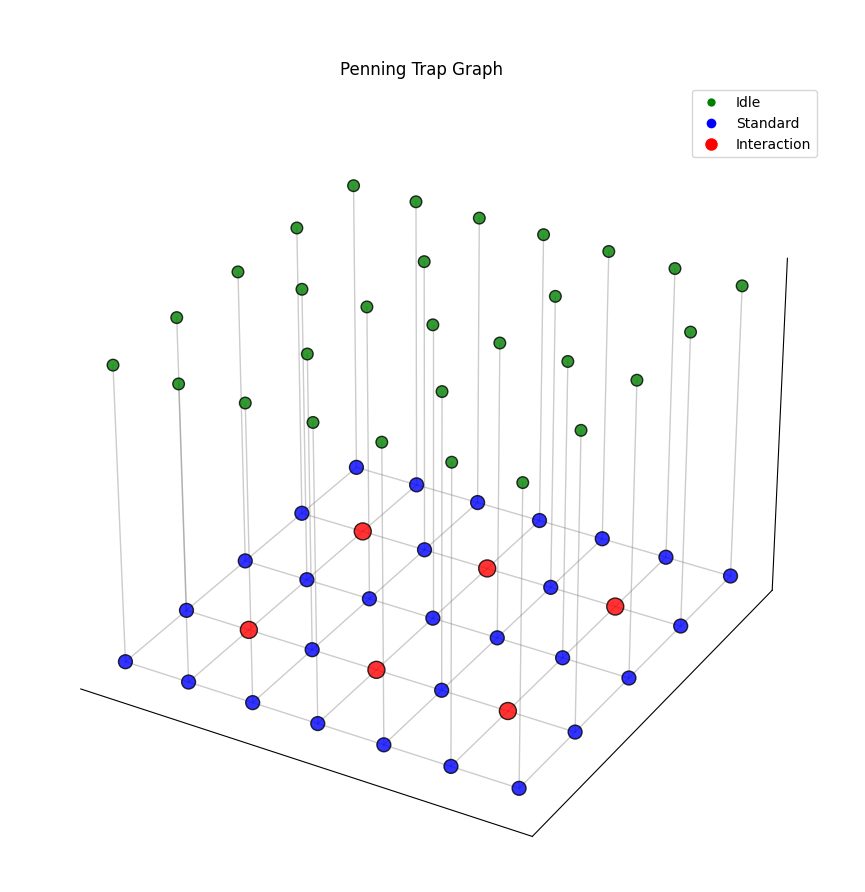 Penning Trap Graph
Idle
Standard
Interaction